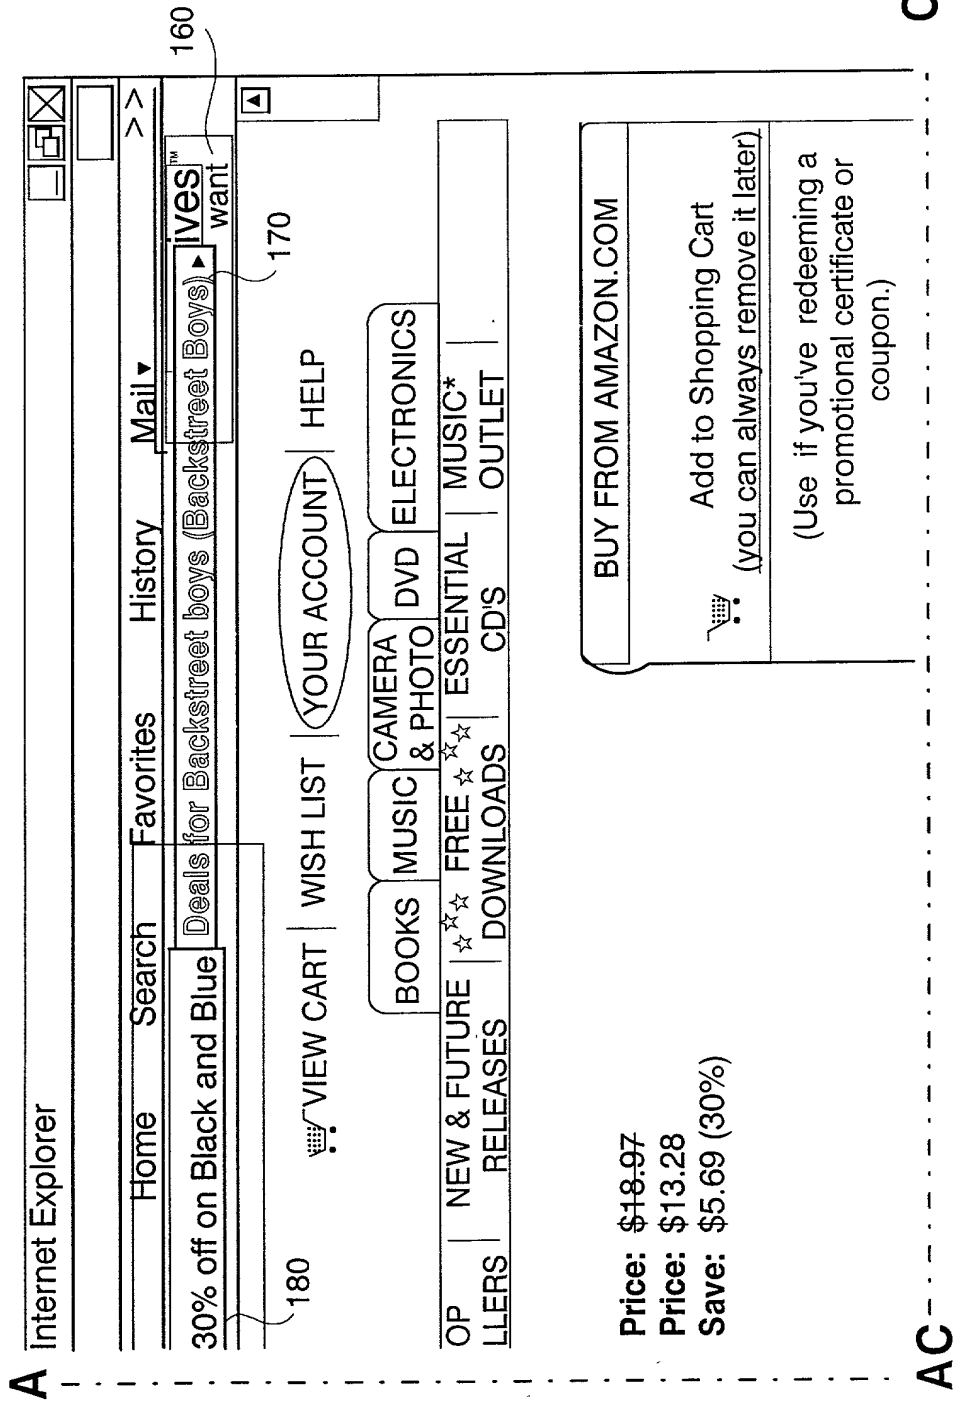 A
Internet Explorer
Home Search Favorites History Mail >>
160
30% off on Black and Blue Deals for Backstreet boys (Backstreet Boys) ives™
want
180
170
VIEW CART | WISH LIST | YOUR ACCOUNT | HELP
BOOKS MUSIC CAMERA & PHOTO DVD ELECTRONICS
OP | NEW & FUTURE | FREE | ESSENTIAL | MUSIC* |
LLERS | RELEASES | DOWNLOADS | CD'S | OUTLET
BUY FROM AMAZON.COM
Price: $18.97
Price: $13.28
Save: $5.69 (30%)
Add to Shopping Cart
(you can always remove it later)
(Use if you've redeeming a
promotional certificate or
coupon.)
AC